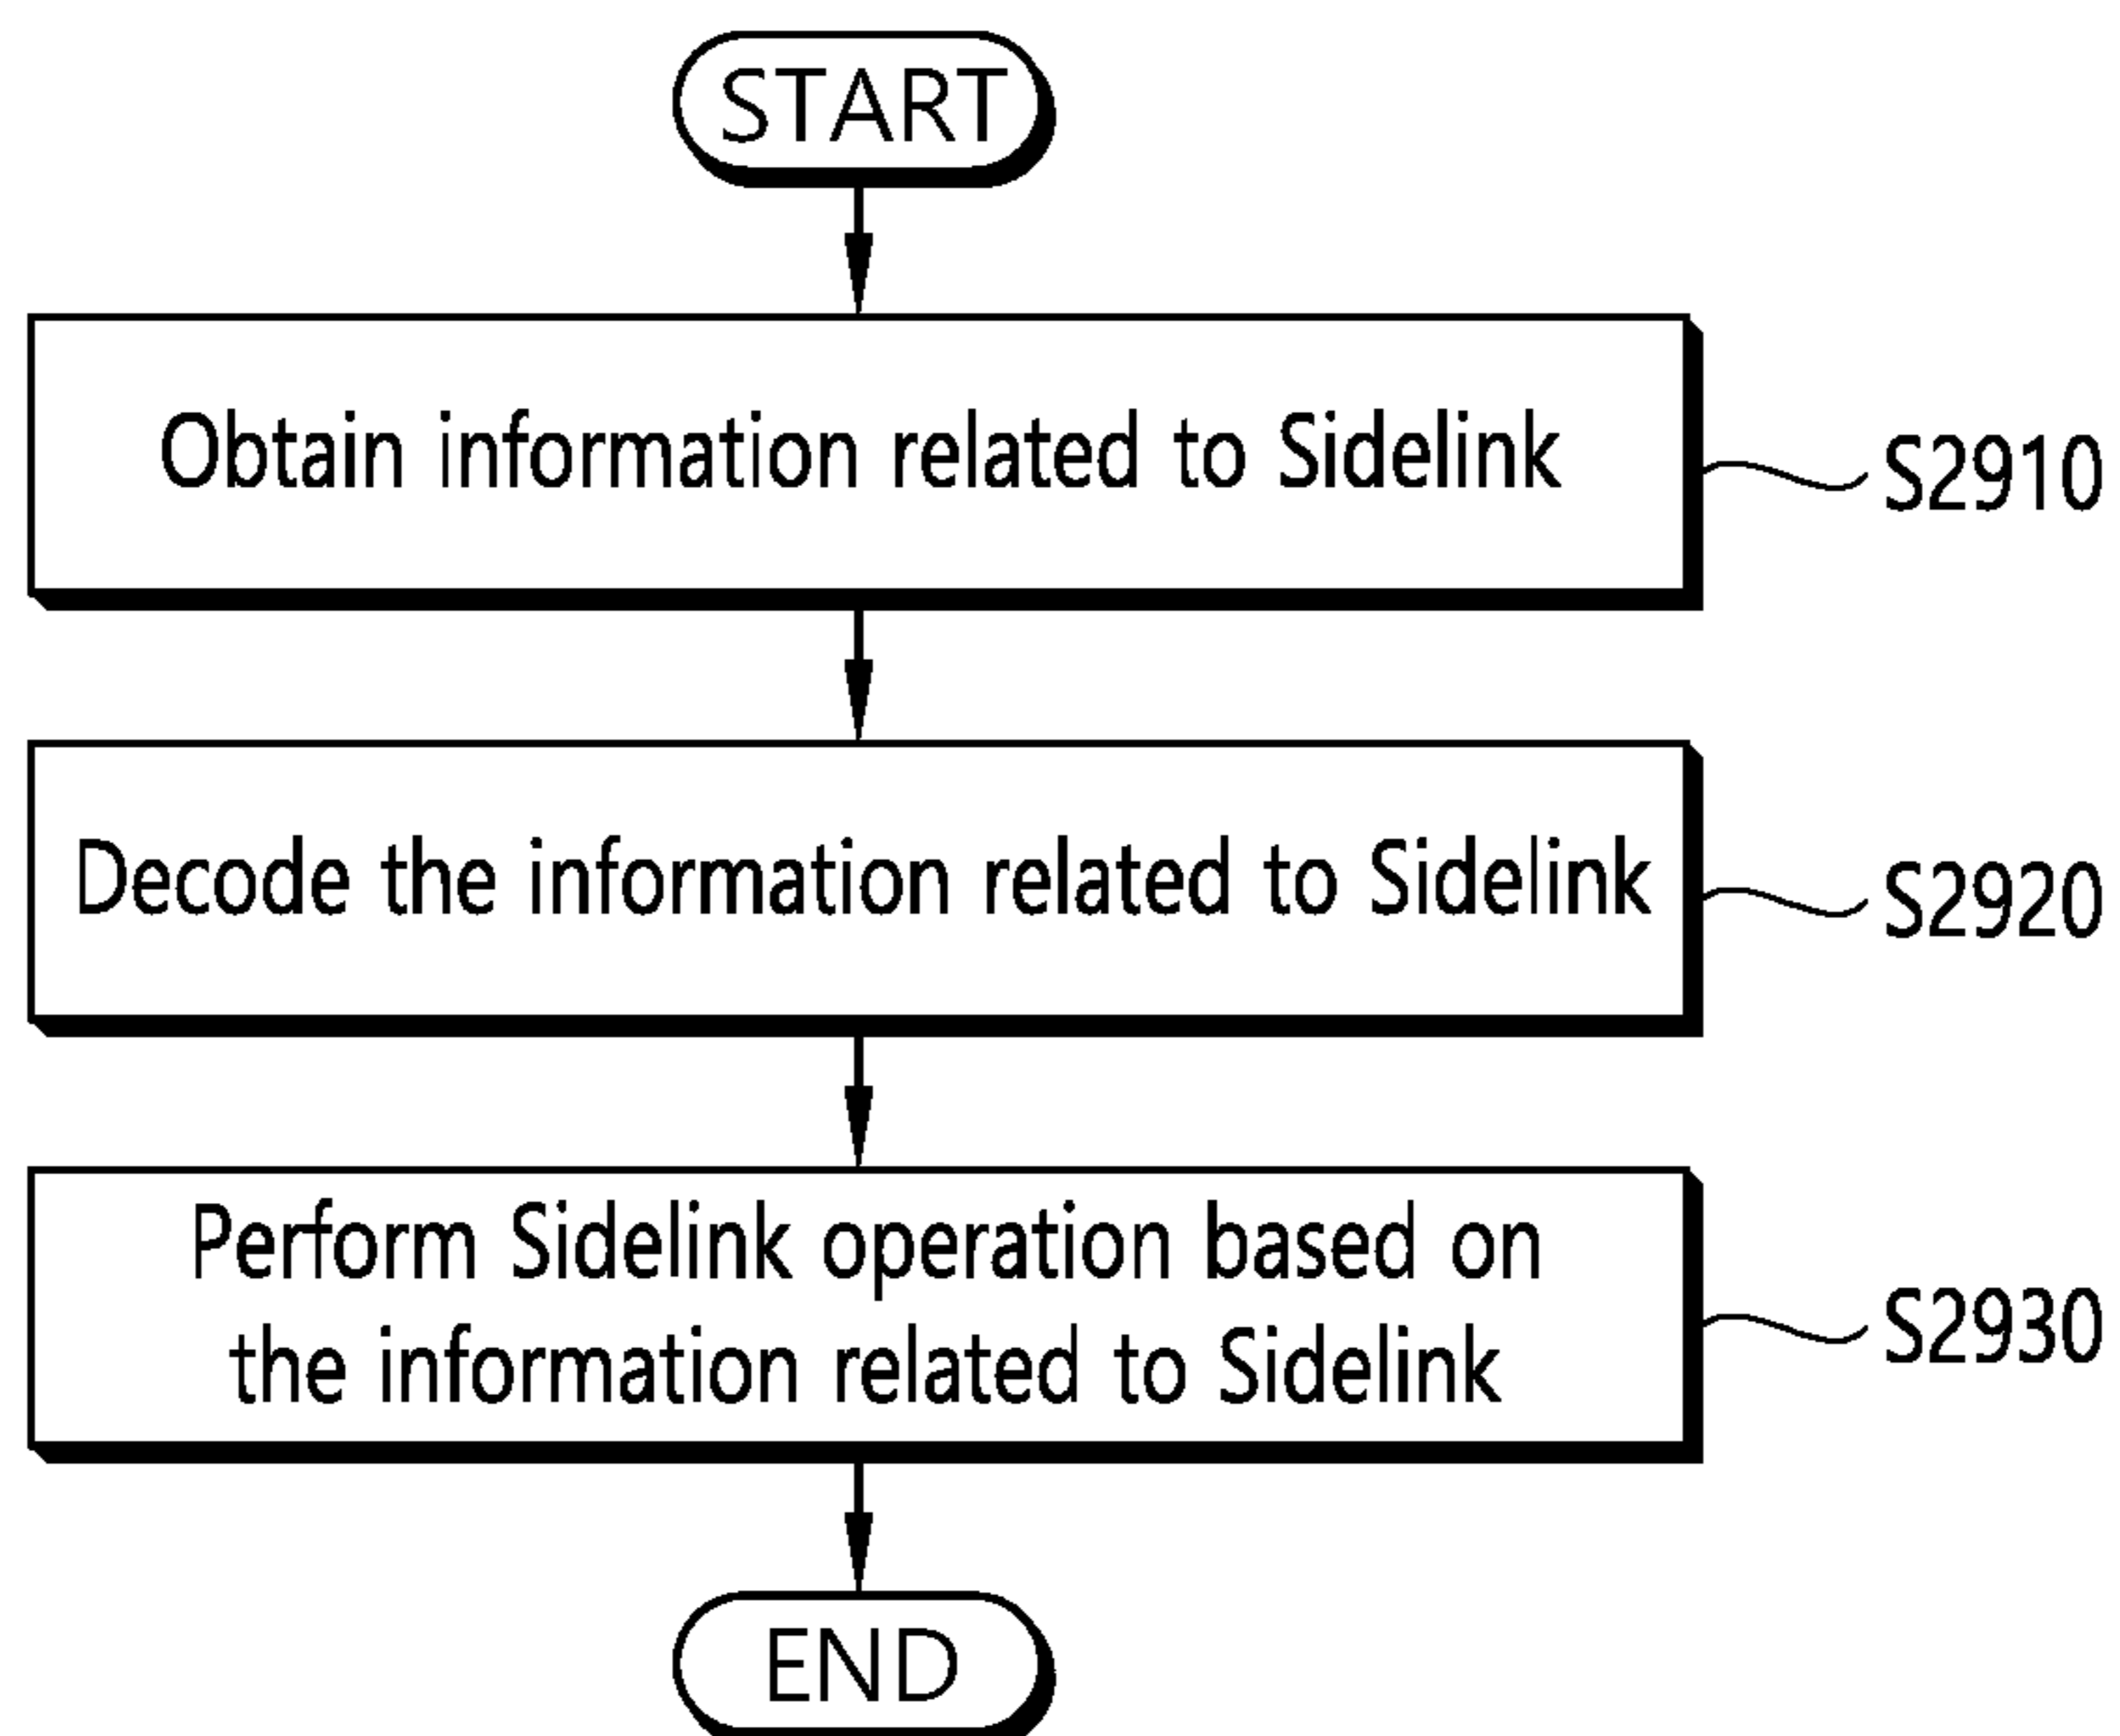 START
Obtain information related to Sidelink
S2910
Decode the information related to Sidelink
S2920
Perform Sidelink operation based on
the information related to Sidelink
S2930
END